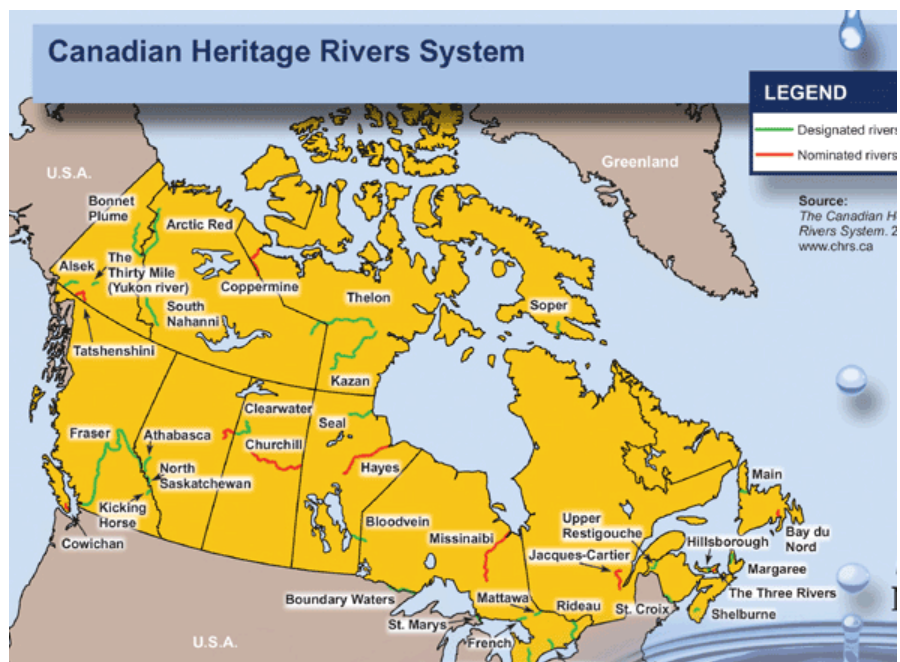 Canadian Heritage Rivers System
LEGEND
Designated rivers
Nominated rivers
Greenland
U.S.A.
Source:
The Canadian
Rivers System.
www.chrs.ca
Bonnet
Plume
Arctic Red
Alsek
The
Thirty Mile
(Yukon river)
Coppermine
Thelon
Soper
South
Nahanni
Tatshenshini
Kazan
Clearwater
Seal
Fraser
Athabasca
Churchill
Hayes
North
Saskatchewan
Main
Kicking
Horse
Bloodvein
Upper
Restigouche
Missinaibi
Hillsborough
Bay du
Nord
Cowichan
Jacques-Cartier
Margaree
Boundary Waters
Mattawa
Rideau
The Three Rivers
St. Croix
Shelburne
St. Marys
French
U.S.A.